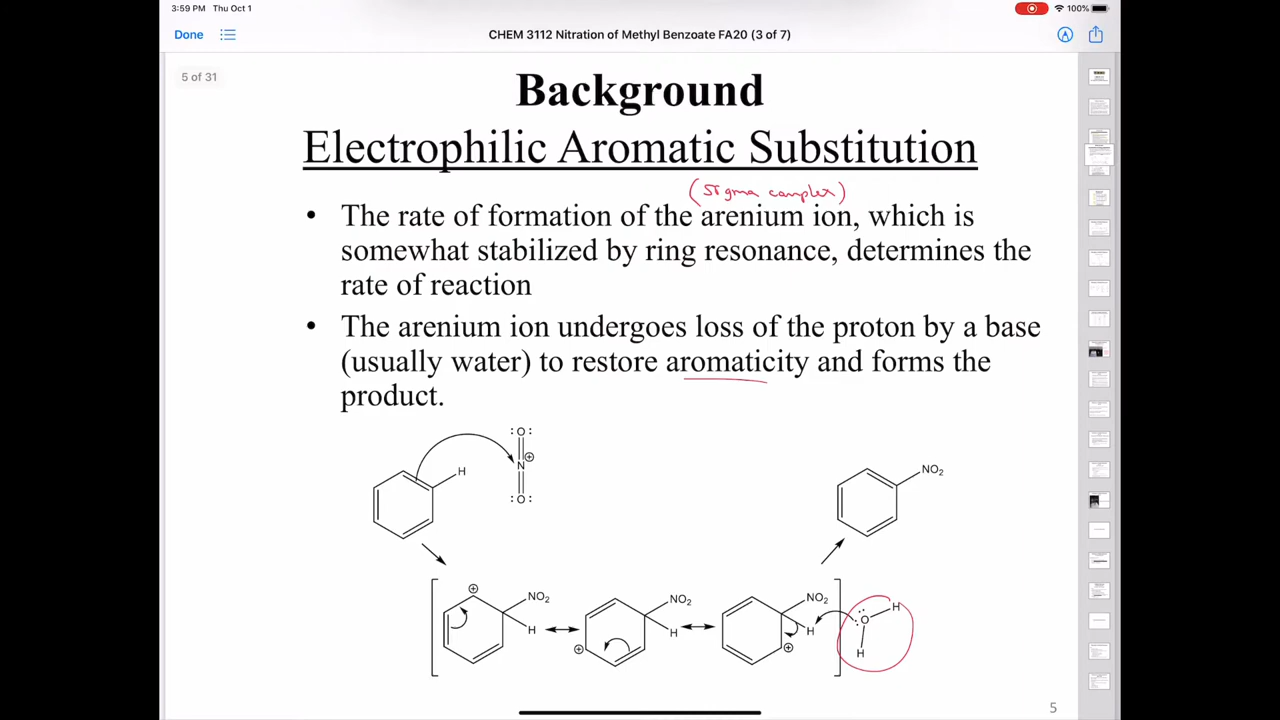 3:59 PM Thu Oct 1
100%
Done
CHEM 3112 Nitration of Methyl Benzoate FA20 (3 of 7)
5 of 31
Background
Electrophilic Aromatic Substitution
(sigma complex)
• The rate of formation of the arenium ion, which is
somewhat stabilized by ring resonance, determines the
rate of reaction
• The arenium ion undergoes loss of the proton by a base
(usually water) to restore aromaticity and forms the
product.
:O:
H
N⊕
:O:
NO2
⊕
NO2
H
NO2
H
⊕
NO2
H
⊕
H
:O:
H
5